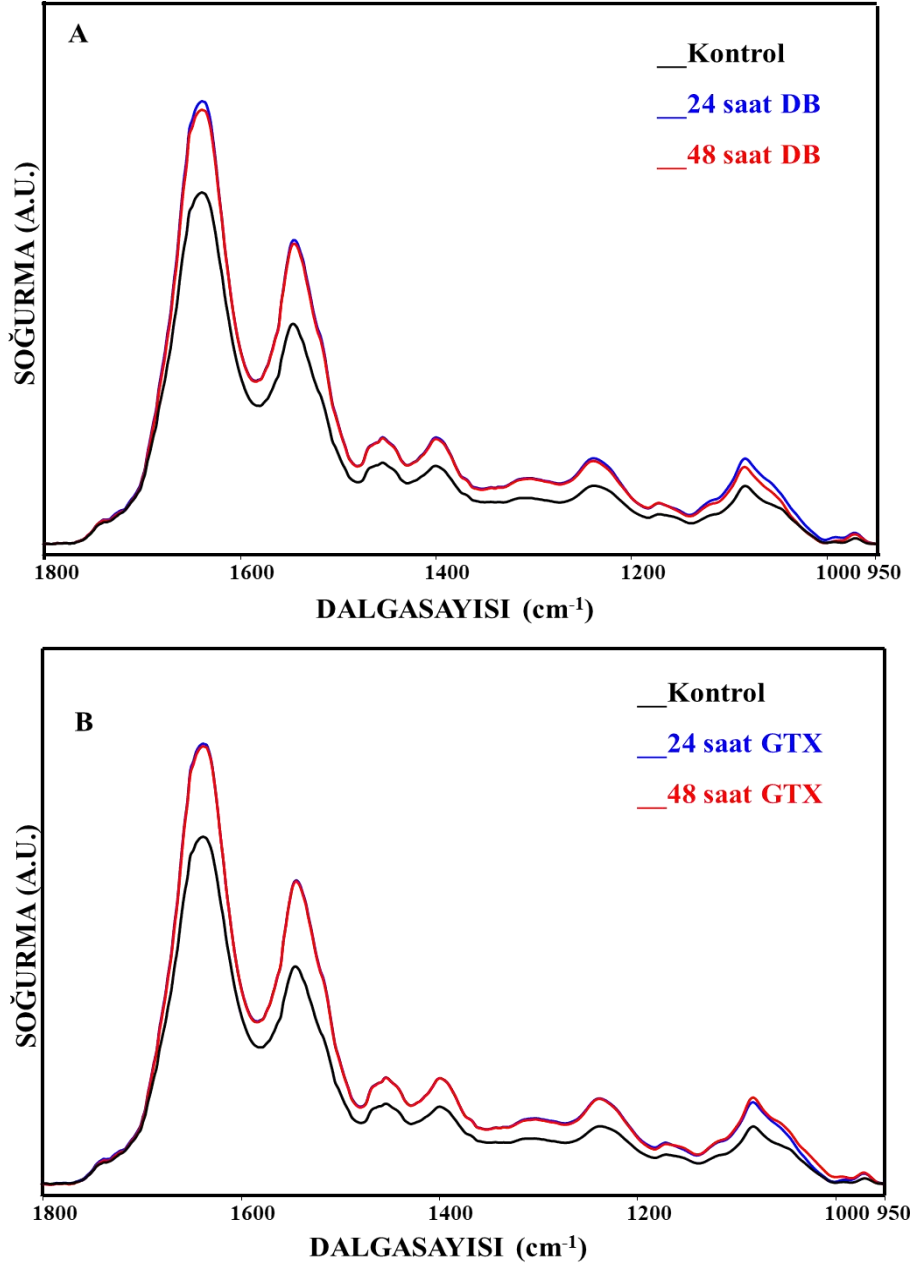 A
__Kontrol
__24 saat DB
__48 saat DB
SOĞURMA (A.U.)
1800 1600 1400 1200 1000 950
DALGASAYISI (cm-1)
B
__Kontrol
__24 saat GTX
__48 saat GTX
SOĞURMA (A.U.)
1800 1600 1400 1200 1000 950
DALGASAYISI (cm-1)